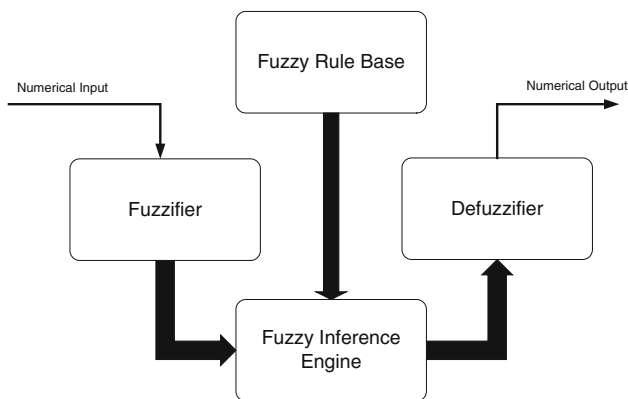 Fuzzy Rule Base
Numerical Input
Numerical Output
Fuzzifier
Defuzzifier
Fuzzy Inference
Engine